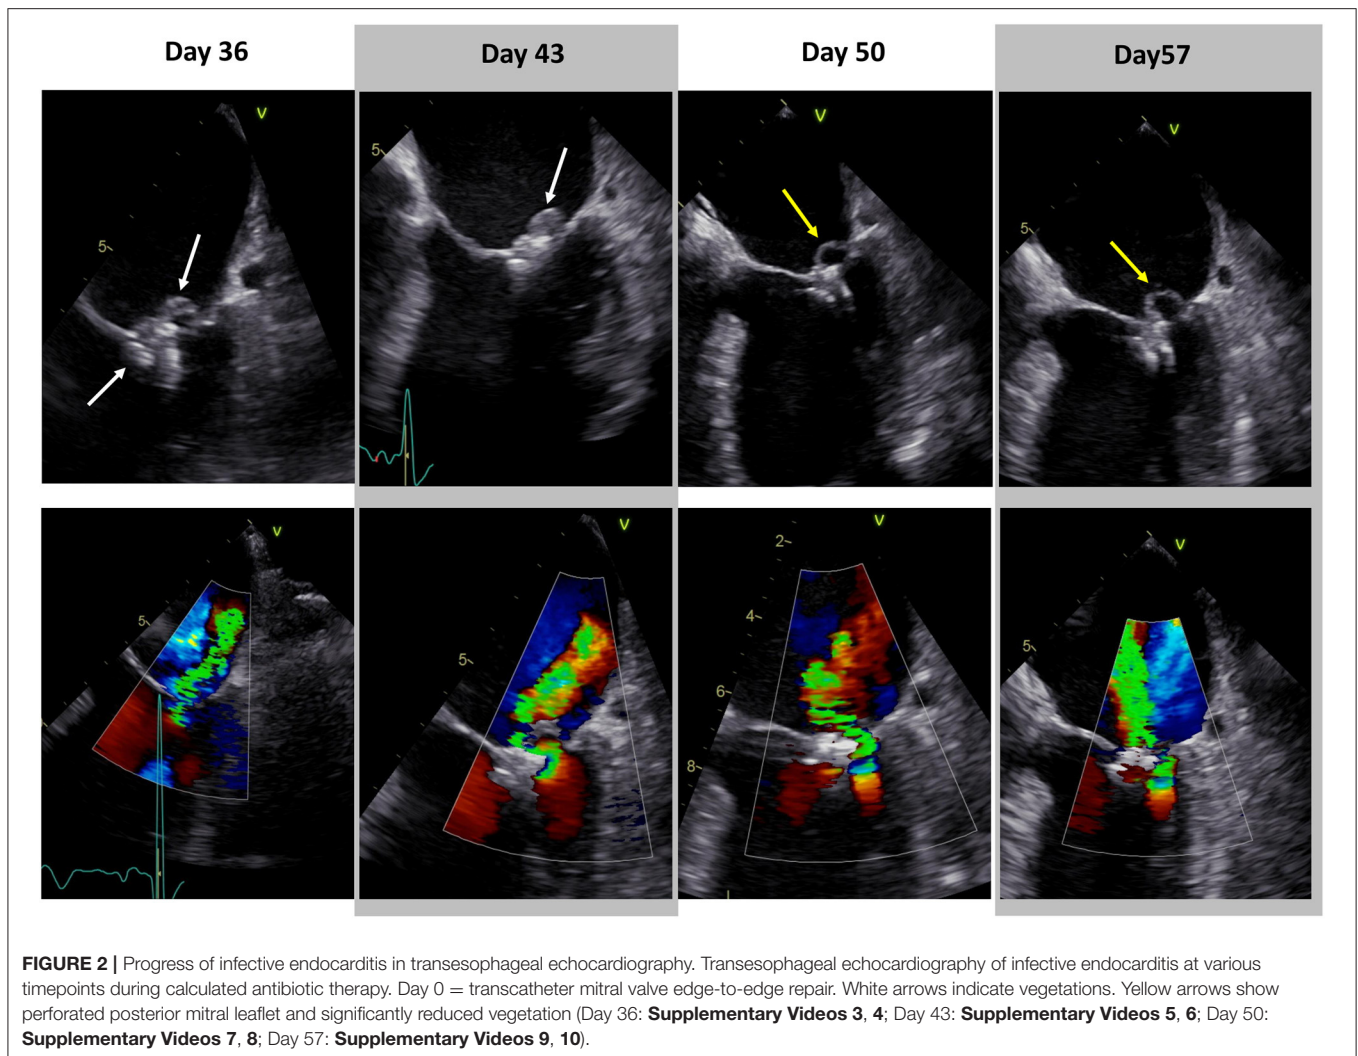 Day 36
Day 43
Day 50
Day57
V
5
5
V
V
5
V
5
V
5
V
2
4
6
8
V
5
FIGURE 2 | Progress of infective endocarditis in transesophageal echocardiography. Transesophageal echocardiography of infective endocarditis at various
timepoints during calculated antibiotic therapy. Day 0 = transcatheter mitral valve edge-to-edge repair. White arrows indicate vegetations. Yellow arrows show
perforated posterior mitral leaflet and significantly reduced vegetation (Day 36: Supplementary Videos 3, 4; Day 43: Supplementary Videos 5, 6; Day 50:
Supplementary Videos 7, 8; Day 57: Supplementary Videos 9, 10).